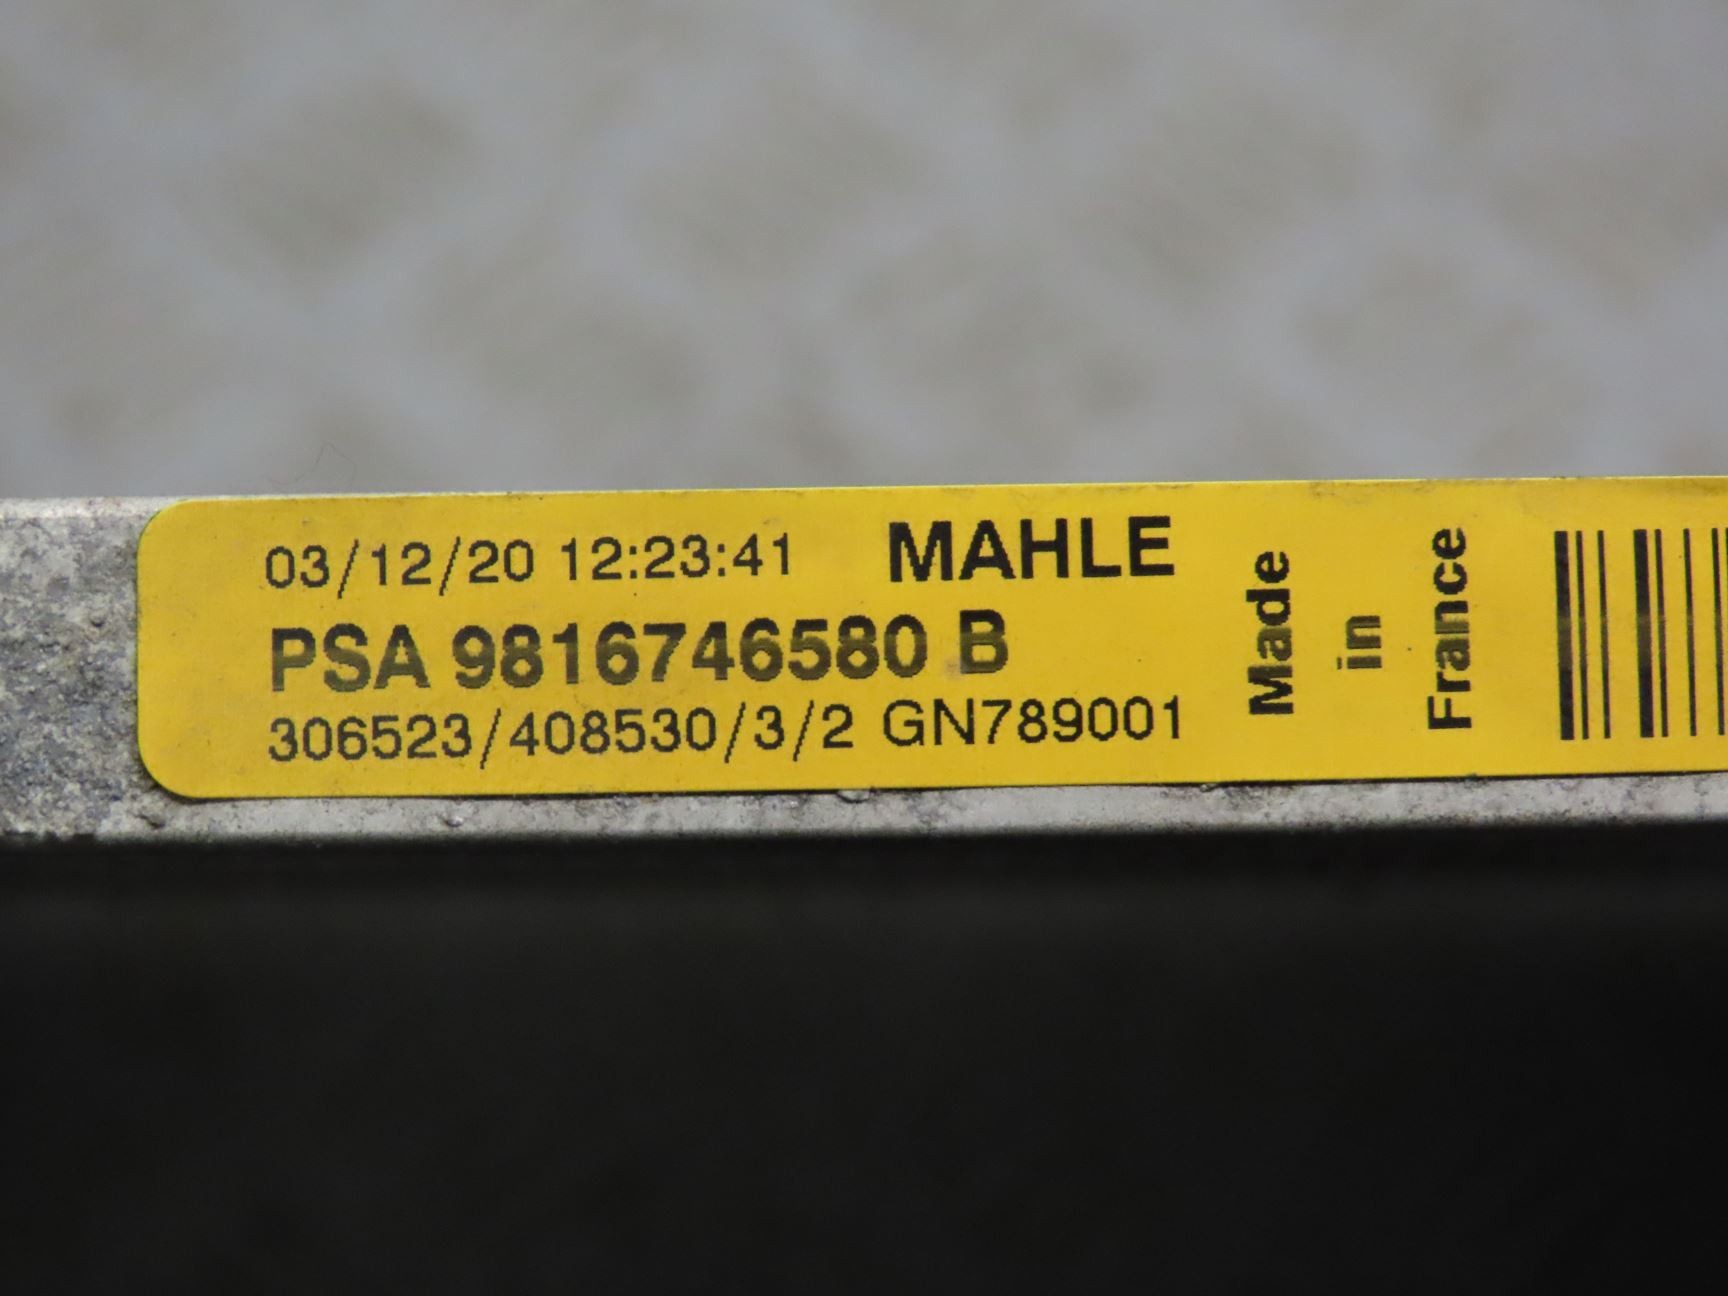 03/12/20 12:23:41 MAHLE
PSA 9816746580 B
306523/408530/3/2 GN789001
Made
in
France